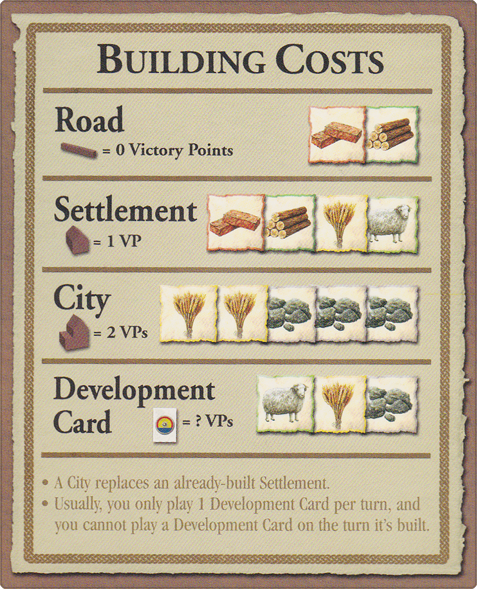 BUILDING COSTS
Road
= 0 Victory Points
Settlement
= 1 VP
City
= 2 VPs
Development
Card = ? VPs
• A City replaces an already-built Settlement.
• Usually, you only play 1 Development Card per turn, and
you cannot play a Development Card on the turn it's built.